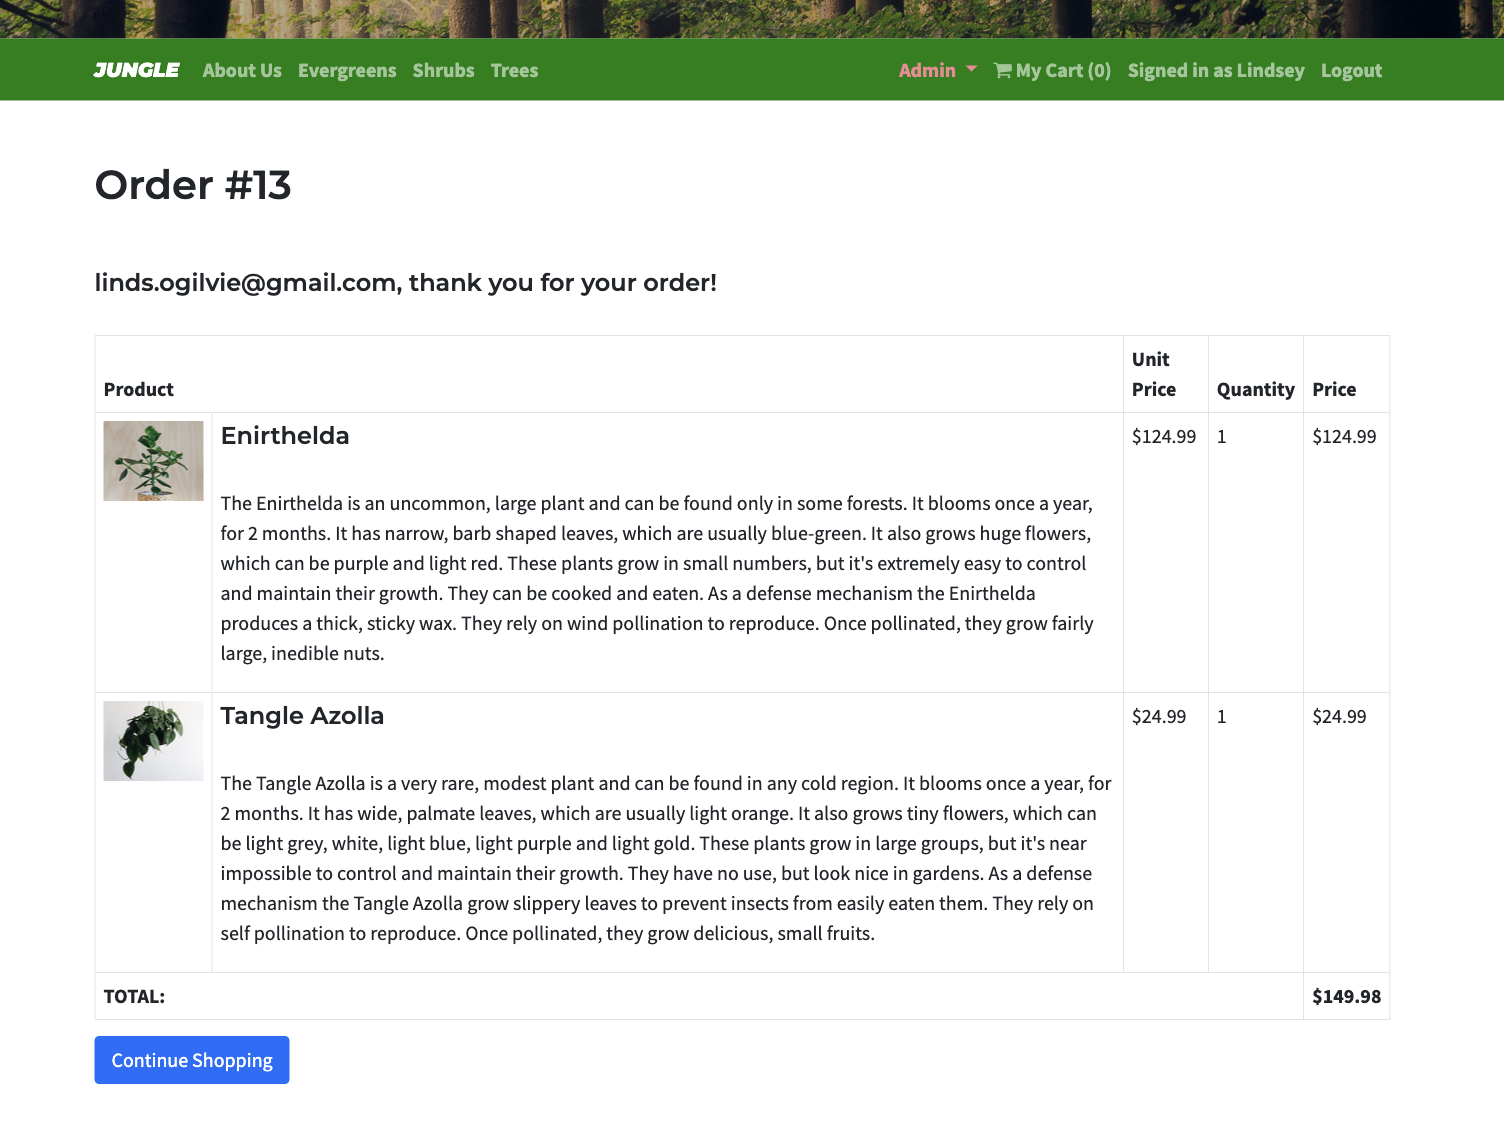 JUNGLE About Us Evergreens Shrubs Trees Admin My Cart (0) Signed in as Lindsey Logout
Order #13
linds.ogilvie@gmail.com, thank you for your order!
Product Unit Price Quantity Price
Enirthelda $124.99 1 $124.99
The Enirthelda is an uncommon, large plant and can be found only in some forests. It blooms once a year,
for 2 months. It has narrow, barb shaped leaves, which are usually blue-green. It also grows huge flowers,
which can be purple and light red. These plants grow in small numbers, but it's extremely easy to control
and maintain their growth. They can be cooked and eaten. As a defense mechanism the Enirthelda
produces a thick, sticky wax. They rely on wind pollination to reproduce. Once pollinated, they grow fairly
large, inedible nuts.
Tangle Azolla $24.99 1 $24.99
The Tangle Azolla is a very rare, modest plant and can be found in any cold region. It blooms once a year, for
2 months. It has wide, palmate leaves, which are usually light orange. It also grows tiny flowers, which can
be light grey, white, light blue, light purple and light gold. These plants grow in large groups, but it's near
impossible to control and maintain their growth. They have no use, but look nice in gardens. As a defense
mechanism the Tangle Azolla grow slippery leaves to prevent insects from easily eaten them. They rely on
self pollination to reproduce. Once pollinated, they grow delicious, small fruits.
TOTAL: $149.98
Continue Shopping